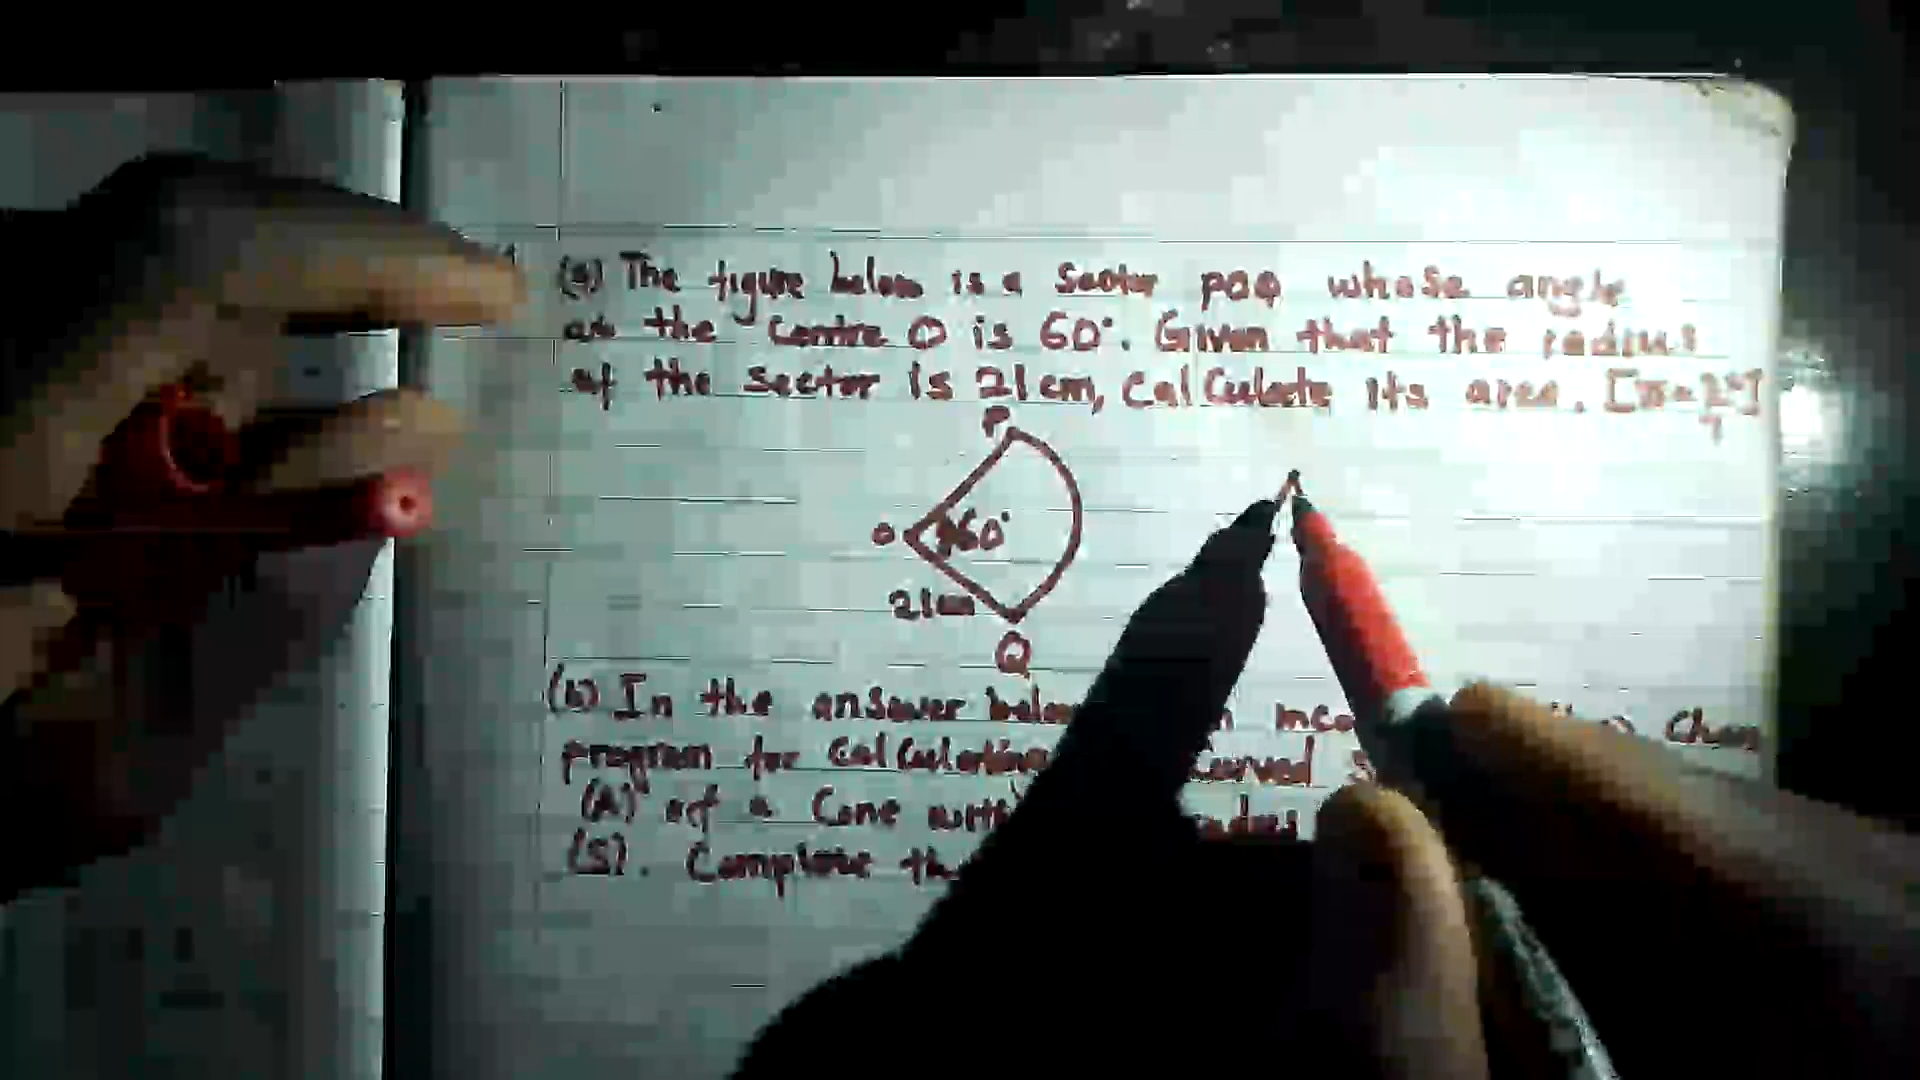 (a) The figure below is a sector POQ whose angle
at the centre O is 60°. Given that the radius
of the sector is 21cm, Calculate its area. [π = 22/7]
P
O 60°
21cm
Q
(b) In the answer below
program for Calculating Curved
(A) of a Cone with radius
(S). Complete